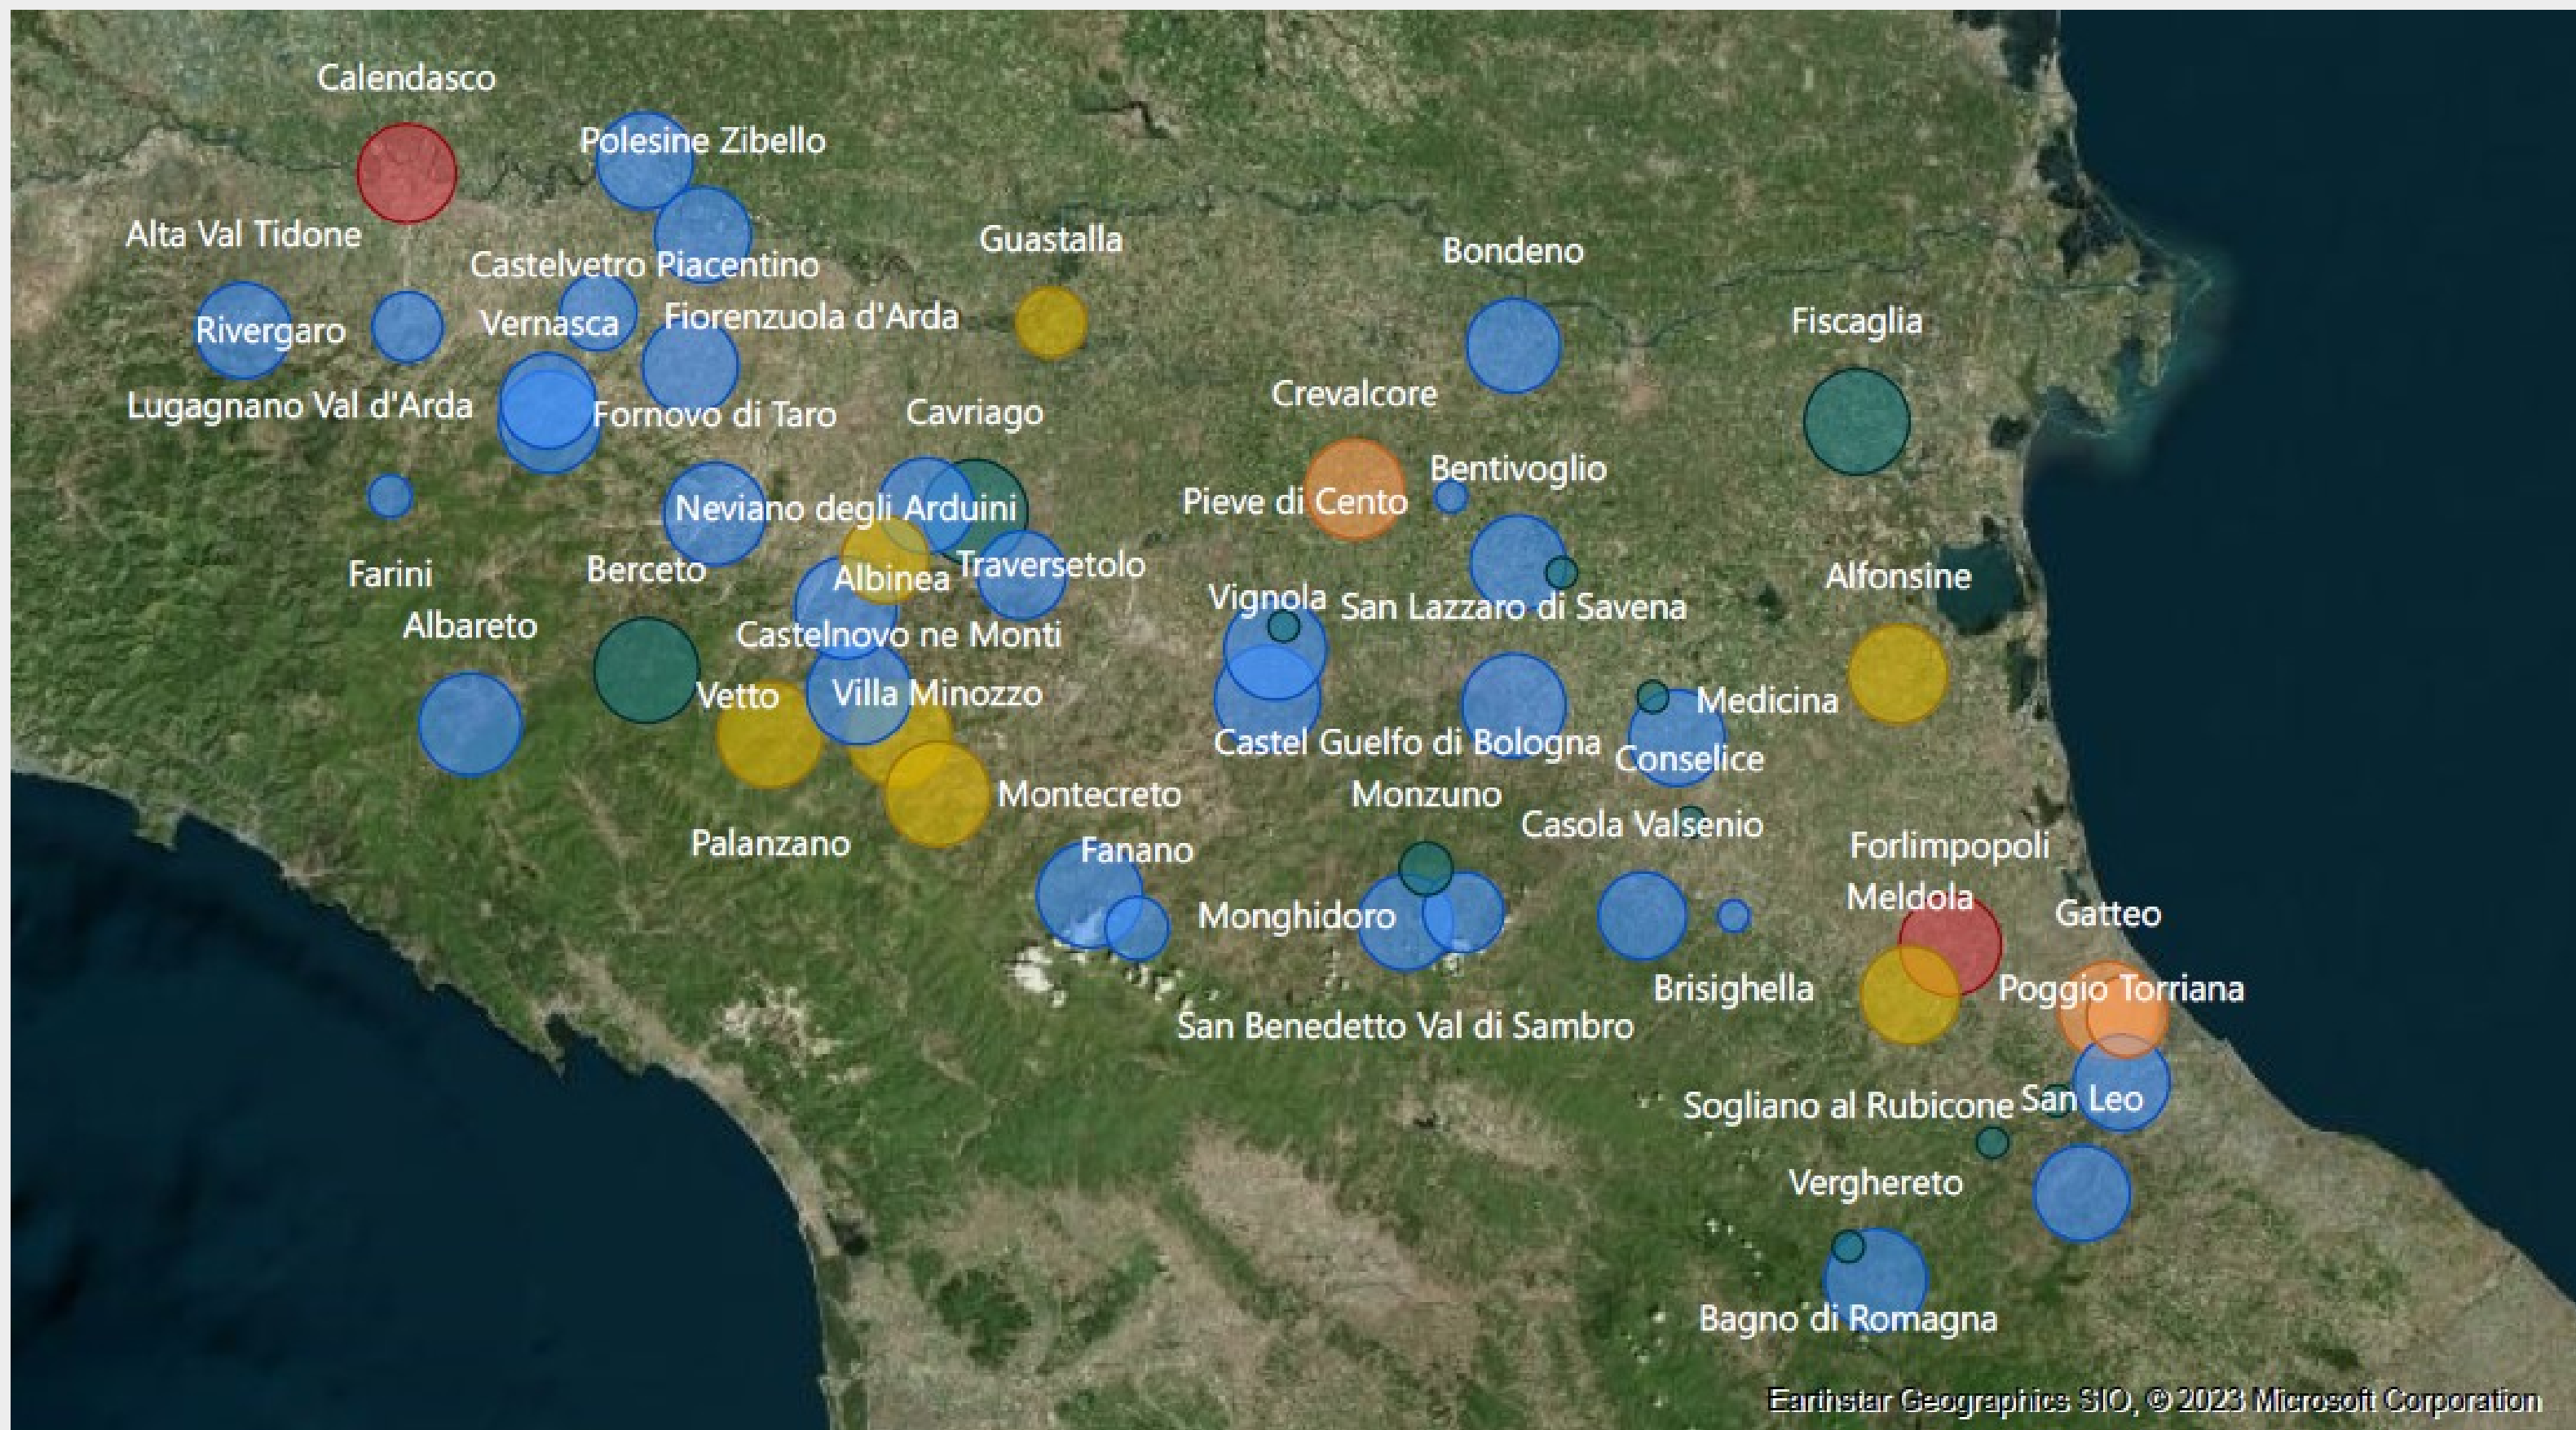 Calendasco
Polesine Zibello
Alta Val Tidone
Guastalla
Bondeno
Castelvetro Piacentino
Fiorenzuola d'Arda
Fiscaglia
Rivergaro
Vernasca
Crevalcore
Lugagnano Val d'Arda
Fornovo di Taro
Cavriago
Bentivoglio
Pieve di Cento
Neviano degli Arduini
Traversetolo
Farini
Berceto
Albinea
Alfonsine
Vignola
San Lazzaro di Savena
Albareto
Castelnovo ne Monti
Vetto
Villa Minozzo
Medicina
Castel Guelfo di Bologna
Conselice
Montecreto
Monzuno
Casola Valsenio
Palanzano
Fanano
Forlimpopoli
Meldola
Gatteo
Monghidoro
Brisighella
Poggio Torriana
San Benedetto Val di Sambro
Sogliano al Rubicone
San Leo
Verghereto
Bagno di Romagna
Earthstar Geographics SIO, © 2023 Microsoft Corporation